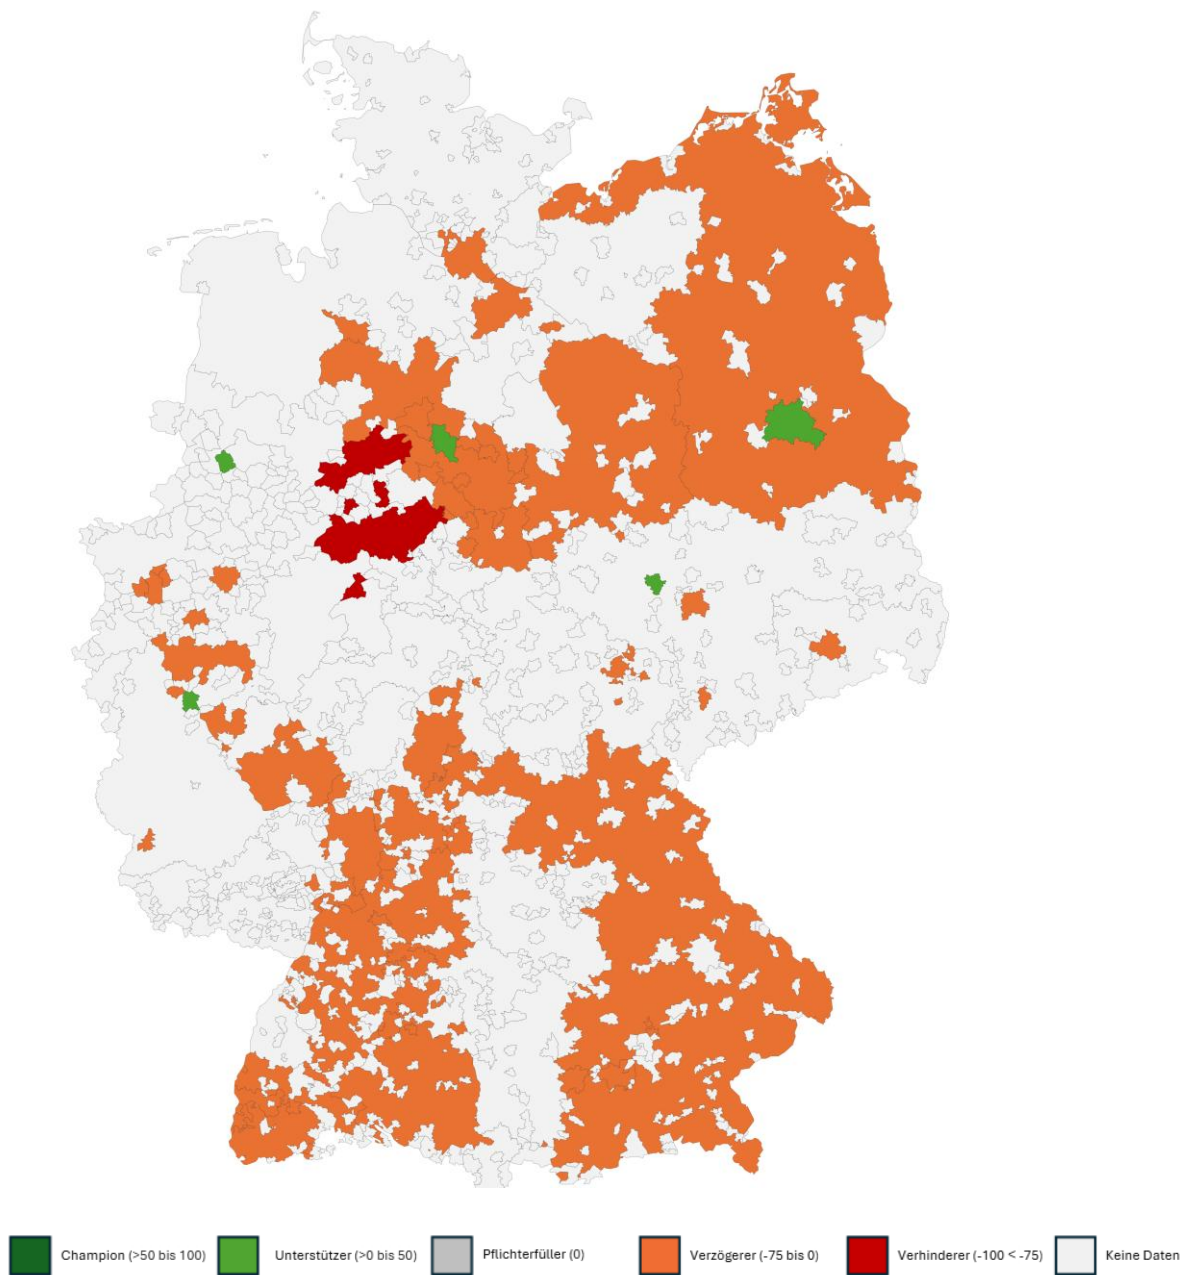 Champion (>50 bis 100) Unterstützer (>0 bis 50) Pflichterfüller (0) Verzögerer (-75 bis 0) Verhinderer (-100 < -75) Keine Daten